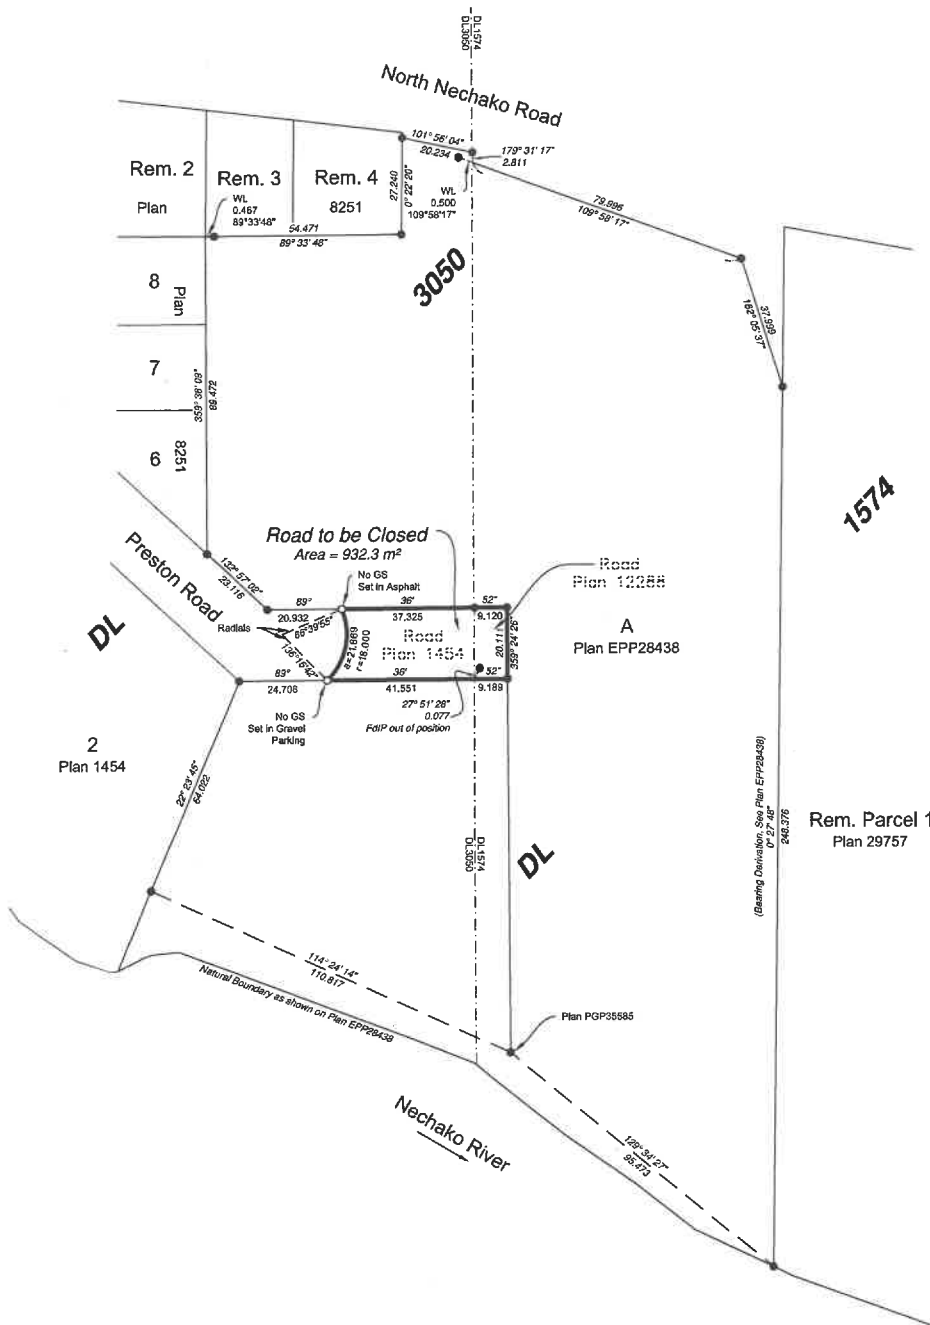 DL3050
DL1574
North Nechako Road
101° 56' 04"
20.234
179° 31' 17"
2.811
Rem. 2
Plan
Rem. 3
Rem. 4
8251
27.240
0° 22' 20"
WL
0.500
109°58'17"
WL
0.467
89°33'48"
54.471
89° 33' 48"
79.996
109° 58' 17"
37.999
162° 05' 37"
3050
8
Plan
7
6
8251
359° 38' 09"
89.472
1574
Road to be Closed
Area = 932.3 m²
Preston Road
132° 57' 02"
23.116
No GS
Set in Asphalt
Road
Plan 12288
89°
36'
52"
20.932
37.325
9.120
Radials
86°39'55"
136°16'42"
a=21.869
r=18.000
Road
Plan 1454
20.111
359° 24' 26"
A
Plan EPP28438
DL
89°
36'
52"
24.708
41.551
9.189
27° 51' 28"
0.077
FdIP out of position
No GS
Set in Gravel
Parking
2
Plan 1454
22° 23' 45"
64.022
(Bearing Derivation, See Plan EPP28438)
0° 27' 48"
248.376
Rem. Parcel 1
Plan 29757
DL3050
DL1574
DL
114° 24' 14"
110.817
Natural Boundary as shown on Plan EPP28438
Plan PGP35585
Nechako River
129° 34' 27"
95.473